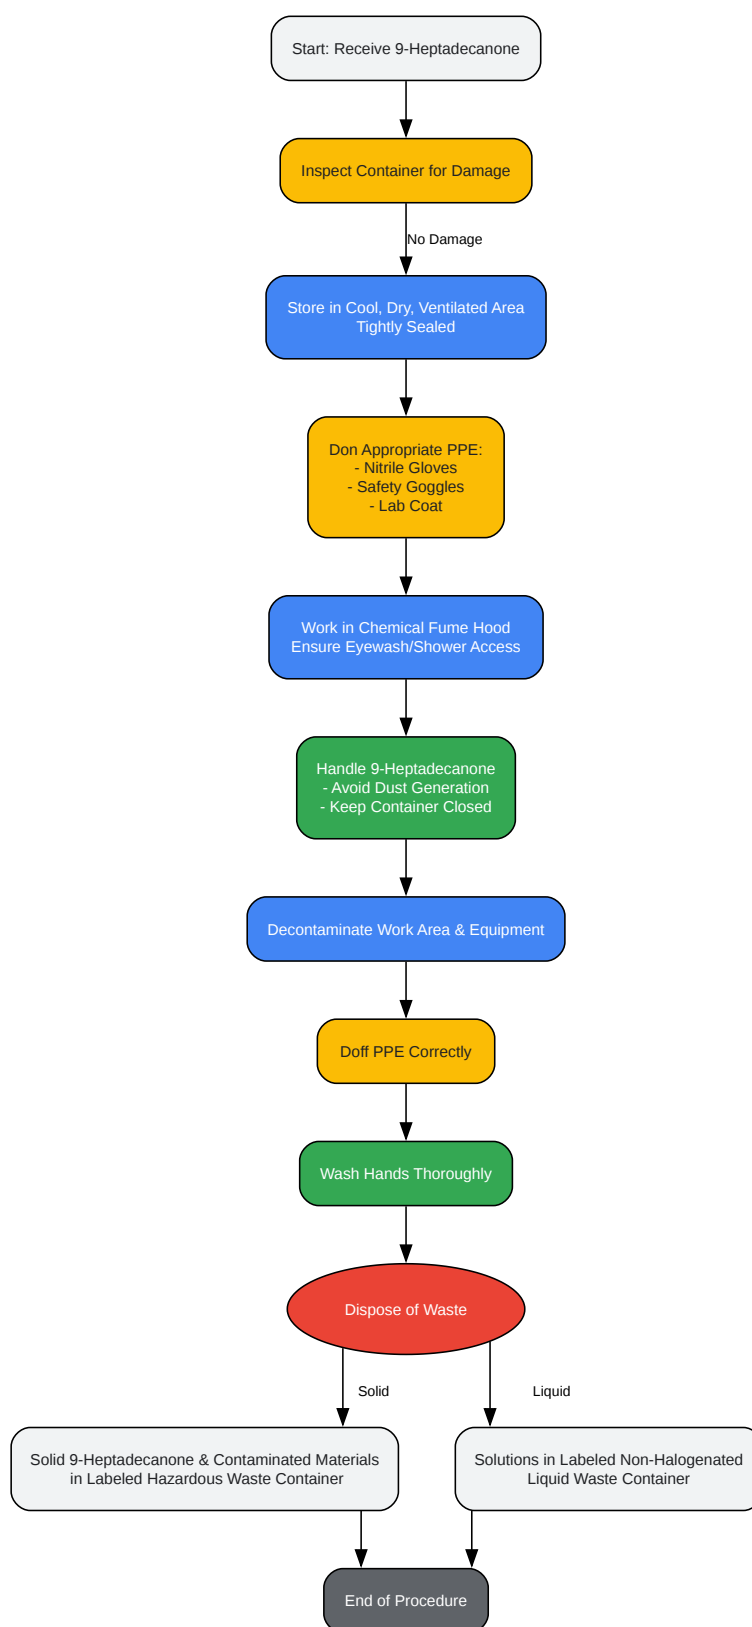 Start: Receive 9-Heptadecanone
Inspect Container for Damage
No Damage
Store in Cool, Dry, Ventilated Area
Tightly Sealed
Don Appropriate PPE:
- Nitrile Gloves
- Safety Goggles
- Lab Coat
Work in Chemical Fume Hood
Ensure Eyewash/Shower Access
Handle 9-Heptadecanone
- Avoid Dust Generation
- Keep Container Closed
Decontaminate Work Area & Equipment
Doff PPE Correctly
Wash Hands Thoroughly
Dispose of Waste
Solid
Liquid
Solid 9-Heptadecanone & Contaminated Materials
in Labeled Hazardous Waste Container
Solutions in Labeled Non-Halogenated
Liquid Waste Container
End of Procedure